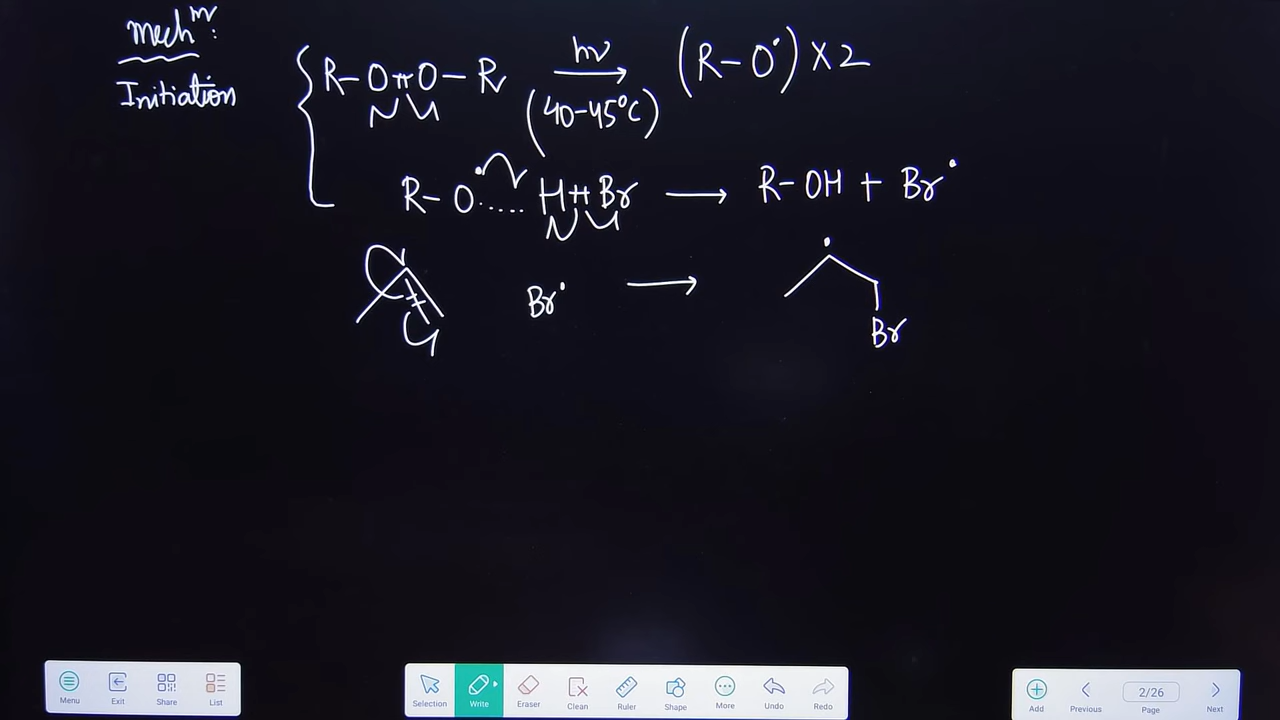 Mechm:
Initiation
R-O-O-R hν (R-O•)×2
(40-45°C)
R-O•..... H-Br → R-OH + Br•
Br• →
•
Br
Menu Exit Share List
Selection Write Eraser Clean Ruler Shape More Undo Redo
Add Previous 2/26 Page Next